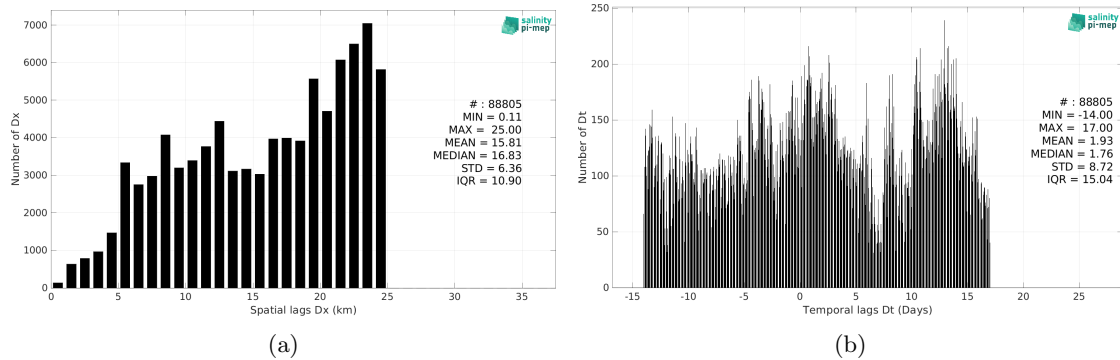 7000
6000
5000
4000
3000
2000
1000
0
Number of Dx
0 5 10 15 20 25 30 35
Spatial lags Dx (km)
salinity
pi-mep
# : 88805
MIN = 0.11
MAX = 25.00
MEAN = 15.81
MEDIAN = 16.83
STD = 6.36
IQR = 10.90
(a)
250
200
150
100
50
0
Number of Dt
-15 -10 -5 0 5 10 15 20 25
Temporal lags Dt (Days)
salinity
pi-mep
# : 88805
MIN = -14.00
MAX = 17.00
MEAN = 1.93
MEDIAN = 1.76
STD = 8.72
IQR = 15.04
(b)